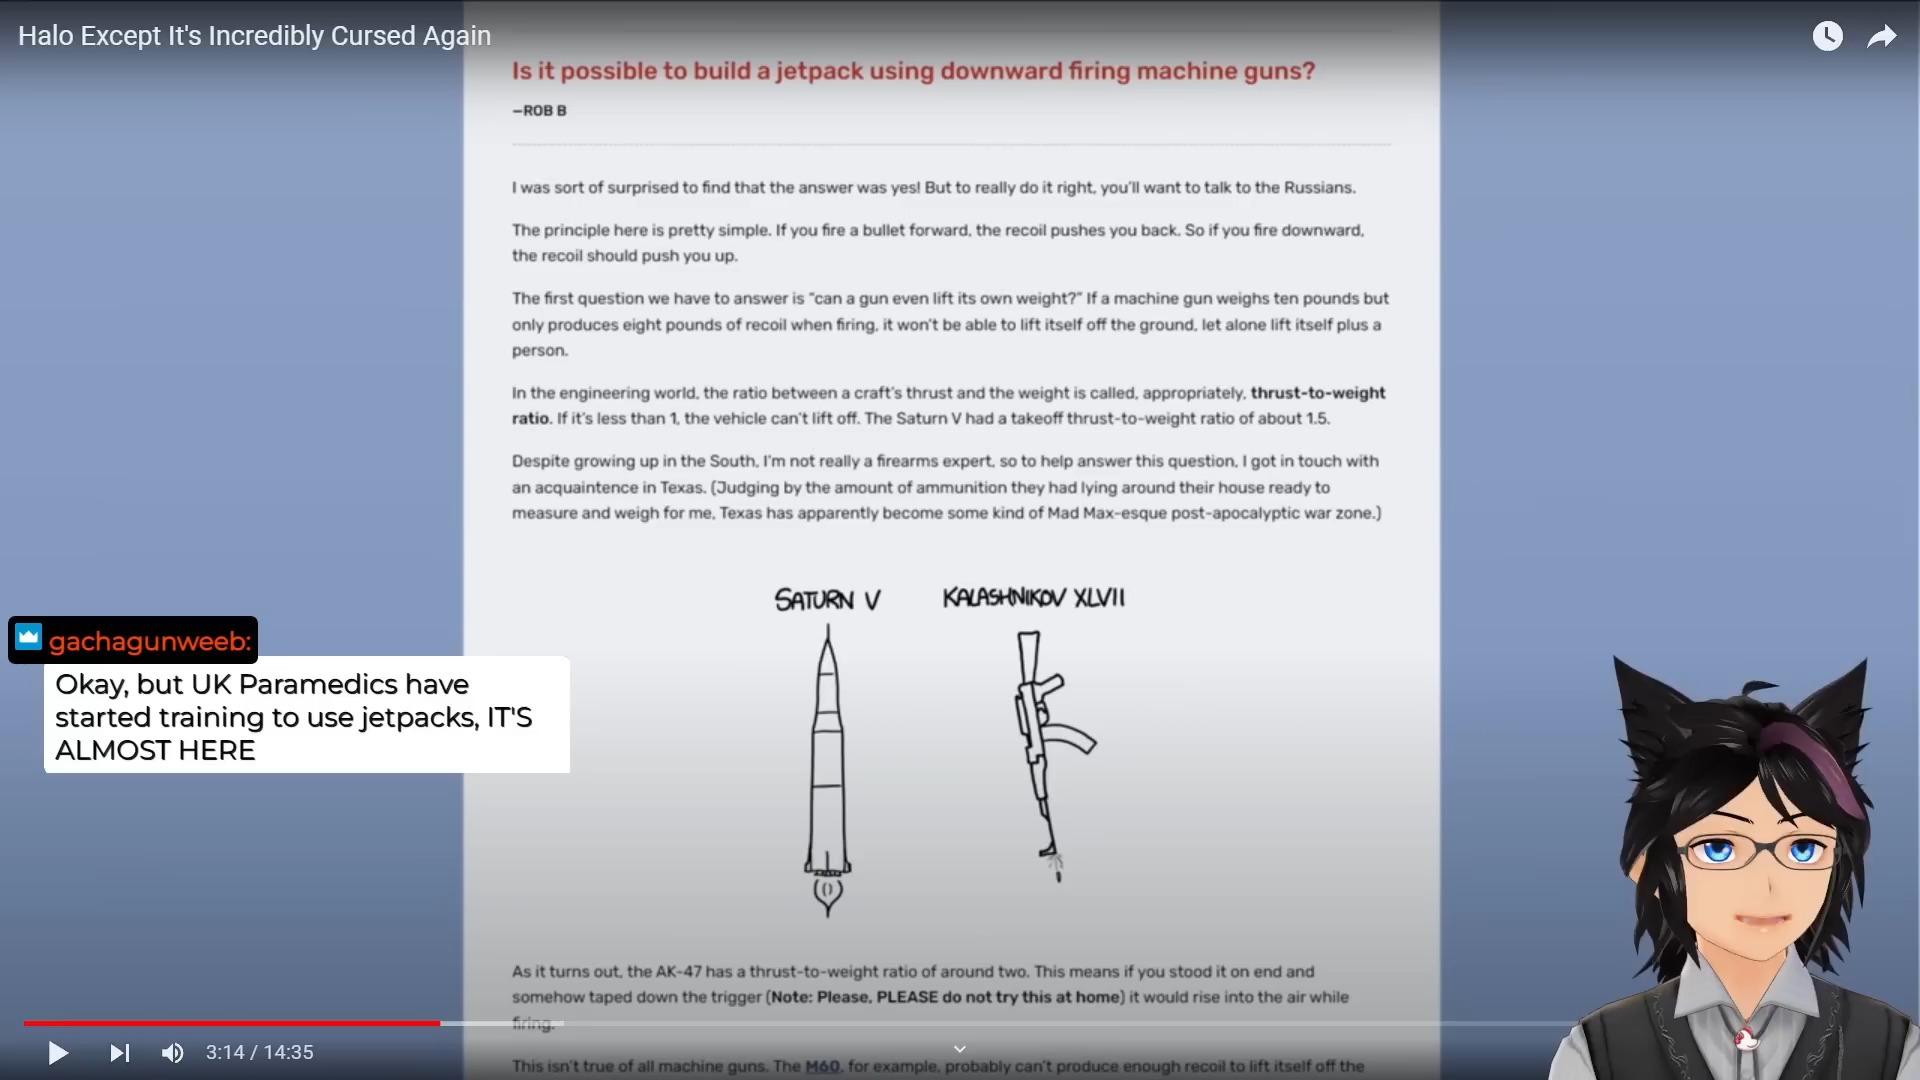 Halo Except It's Incredibly Cursed Again
Is it possible to build a jetpack using downward firing machine guns?
—ROB B
I was sort of surprised to find that the answer was yes! But to really do it right, you'll want to talk to the Russians.
The principle here is pretty simple. If you fire a bullet forward, the recoil pushes you back. So if you fire downward,
the recoil should push you up.
The first question we have to answer is "can a gun even lift its own weight?" If a machine gun weighs ten pounds but
only produces eight pounds of recoil when firing, it won't be able to lift itself off the ground, let alone lift itself plus a
person.
In the engineering world, the ratio between a craft's thrust and the weight is called, appropriately, thrust-to-weight
ratio. If it's less than 1, the vehicle can't lift off. The Saturn V had a takeoff thrust-to-weight ratio of about 1.5.
Despite growing up in the South, I'm not really a firearms expert, so to help answer this question, I got in touch with
an acquaintence in Texas. (Judging by the amount of ammunition they had lying around their house ready to
measure and weigh for me, Texas has apparently become some kind of Mad Max-esque post-apocalyptic war zone.)
SATURN V
KALASHNIKOV XLVII
gachagunweeb:
Okay, but UK Paramedics have
started training to use jetpacks, IT'S
ALMOST HERE
As it turns out, the AK-47 has a thrust-to-weight ratio of around two. This means if you stood it on end and
somehow taped down the trigger (Note: Please, PLEASE do not try this at home) it would rise into the air while
firing.
3:14 / 14:35
This isn't true of all machine guns. The M60, for example, probably can't produce enough recoil to lift itself off the